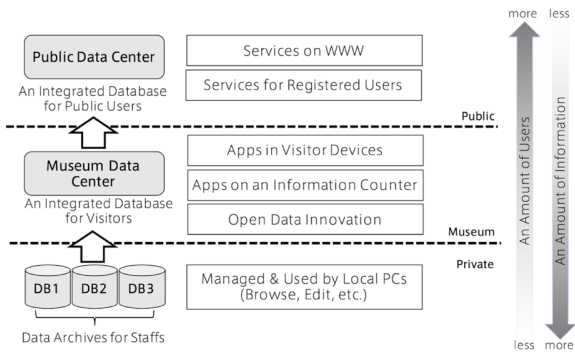 more less
Public Data Center
An Integrated Database
for Public Users
Services on WWW
Services for Registered Users
Public
Museum Data
Center
An Integrated Database
for Visitors
Apps in Visitor Devices
Apps on an Information Counter
Open Data Innovation
Museum
Private
DB1 DB2 DB3
Data Archives for Staffs
Managed & Used by Local PCs
(Browse, Edit, etc.)
An Amount of Users
An Amount of Information
less more